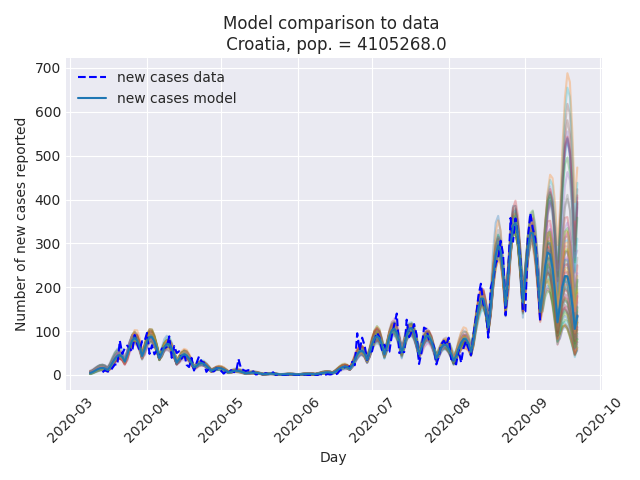 Model comparison to data
Croatia, pop. = 4105268.0
new cases data
new cases model
Number of new cases reported
700
600
500
400
300
200
100
0
2020-03
2020-04
2020-05
2020-06
2020-07
2020-08
2020-09
2020-10
Day